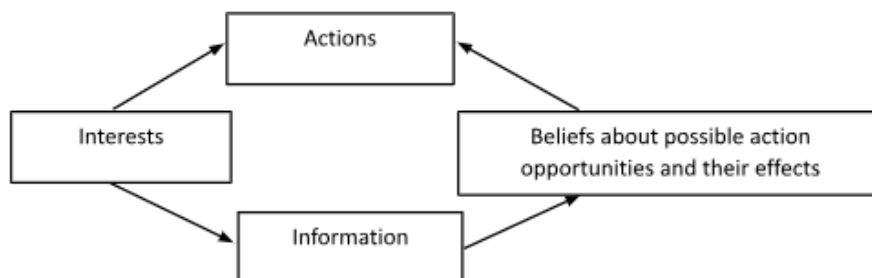 Actions
Interests
Beliefs about possible action
opportunities and their effects
Information